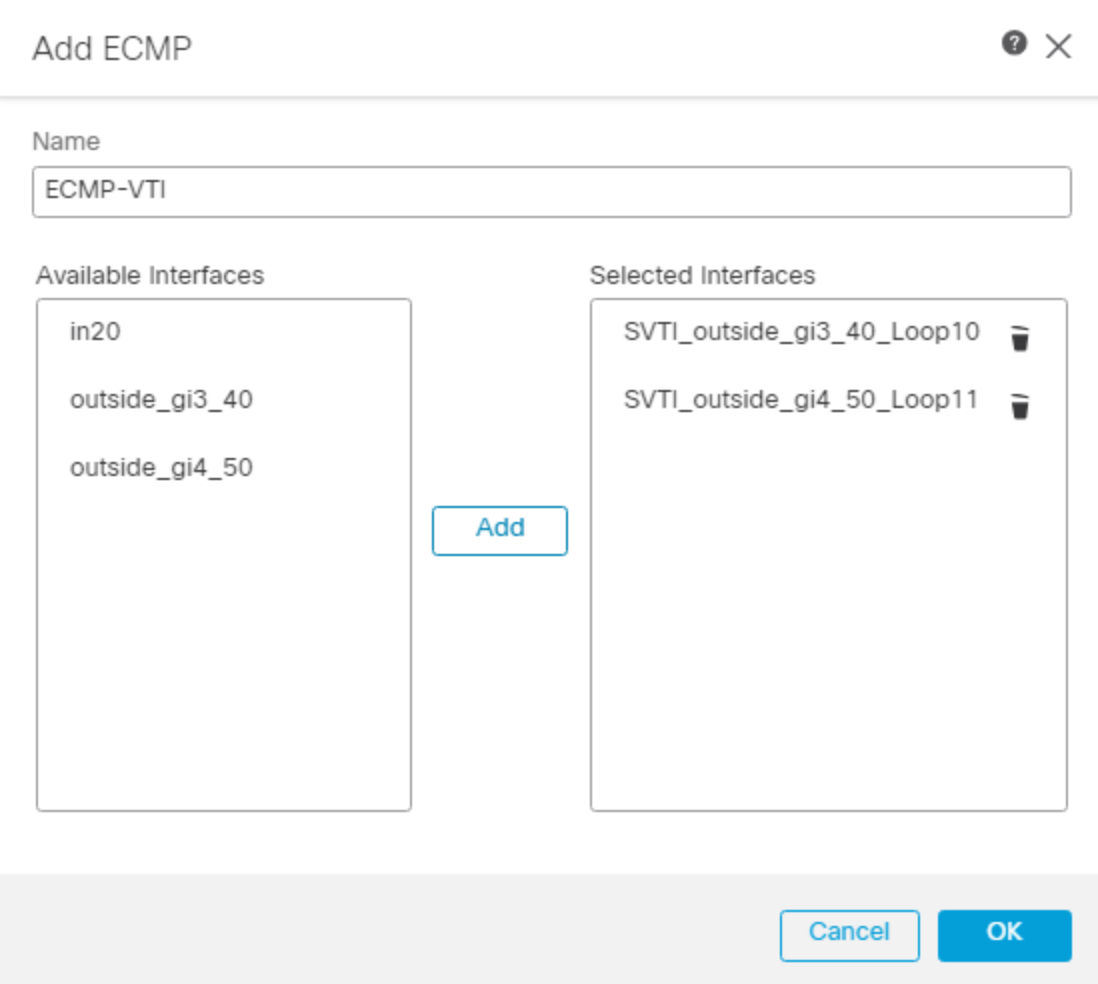 Add ECMP
Name
ECMP-VTI
Available Interfaces
in20
outside_gi3_40
outside_gi4_50
Add
Selected Interfaces
SVTI_outside_gi3_40_Loop10
SVTI_outside_gi4_50_Loop11
Cancel
OK